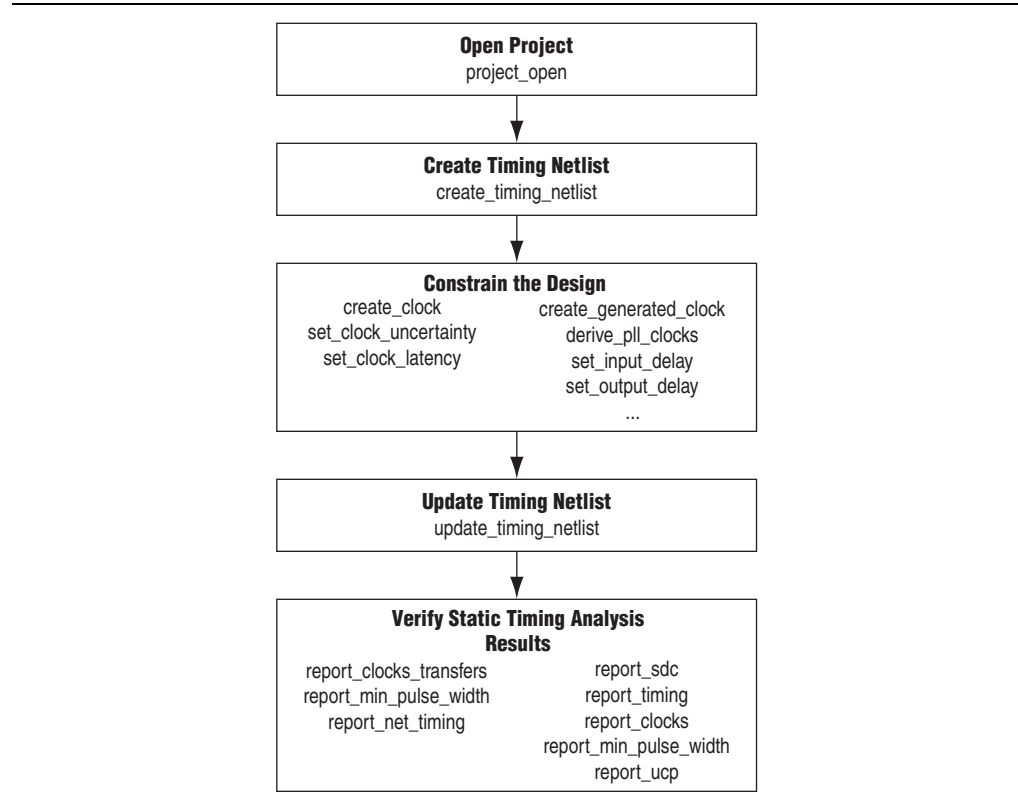 Open Project
project_open
Create Timing Netlist
create_timing_netlist
Constrain the Design
create_clock
set_clock_uncertainty
set_clock_latency
create_generated_clock
derive_pll_clocks
set_input_delay
set_output_delay
...
Update Timing Netlist
update_timing_netlist
Verify Static Timing Analysis
Results
report_clocks_transfers
report_min_pulse_width
report_net_timing
report_sdc
report_timing
report_clocks
report_min_pulse_width
report_ucp